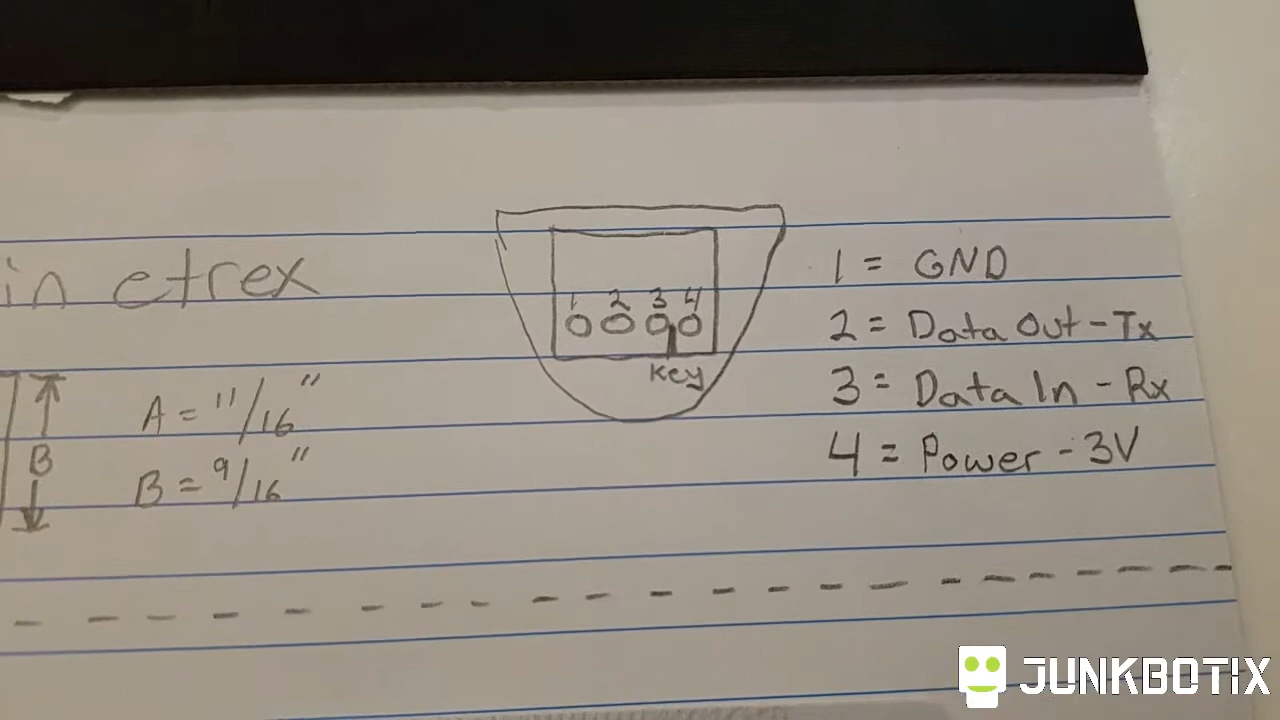 in etrex
1 2 3 4
Key
1 = GND
2 = Data Out - Tx
3 = Data In - Rx
4 = Power - 3V
B
A = 11/16"
B = 9/16"
JUNKBOTIX